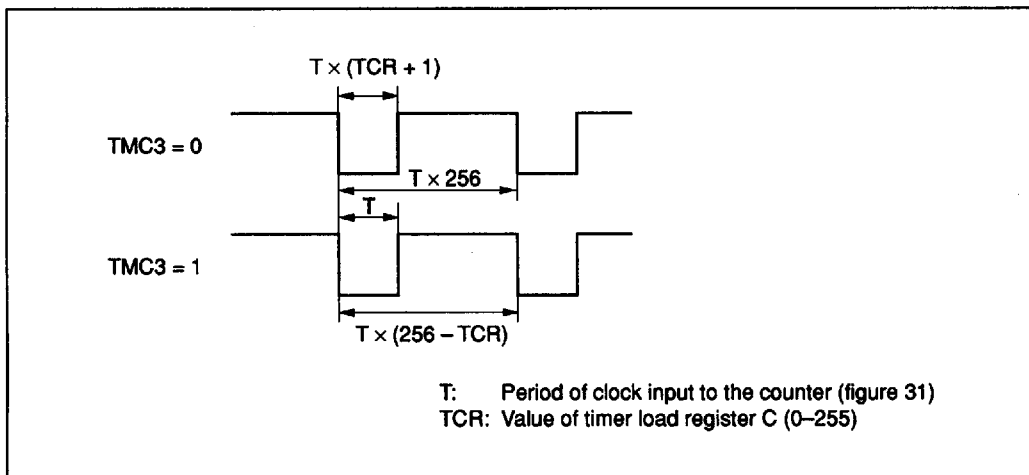 T × (TCR + 1)
TMC3 = 0
T × 256
T
TMC3 = 1
T × (256 – TCR)
T: Period of clock input to the counter (figure 31)
TCR: Value of timer load register C (0–255)